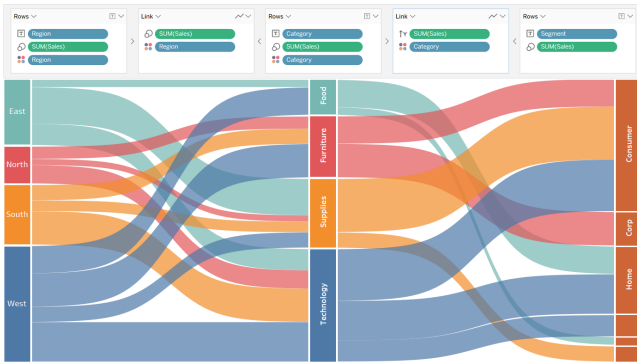 Rows
T
Region
SUM(Sales)
Region
Link
SUM(Sales)
Region
Rows
T
T
Category
SUM(Sales)
Category
Link
SUM(Sales)
Category
Rows
T
T
Segment
SUM(Sales)
East
North
South
West
Food
Furniture
Supplies
Technology
Consumer
Corp
Home